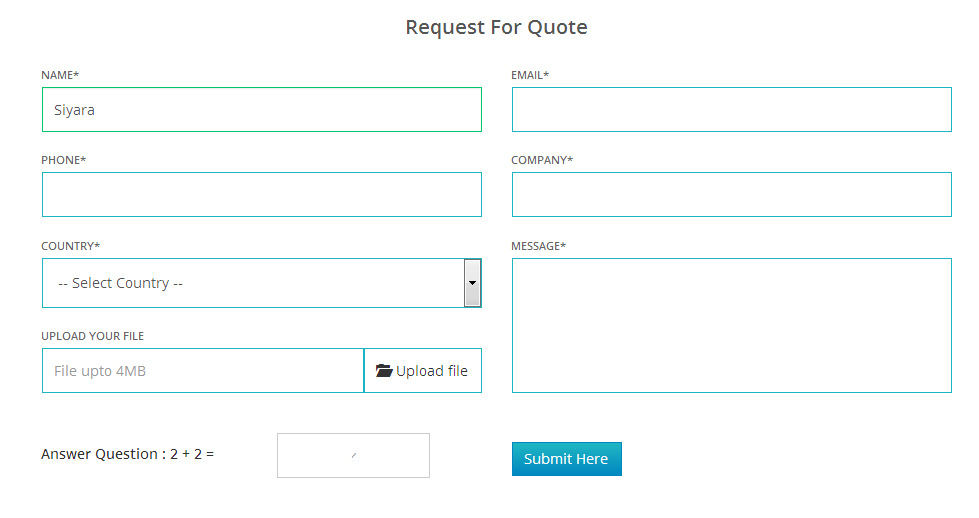 Request For Quote
NAME*
EMAIL*
Siyara
PHONE*
COMPANY*
COUNTRY*
MESSAGE*
-- Select Country --
UPLOAD YOUR FILE
File upto 4MB
Upload file
Answer Question : 2 + 2 =
Submit Here